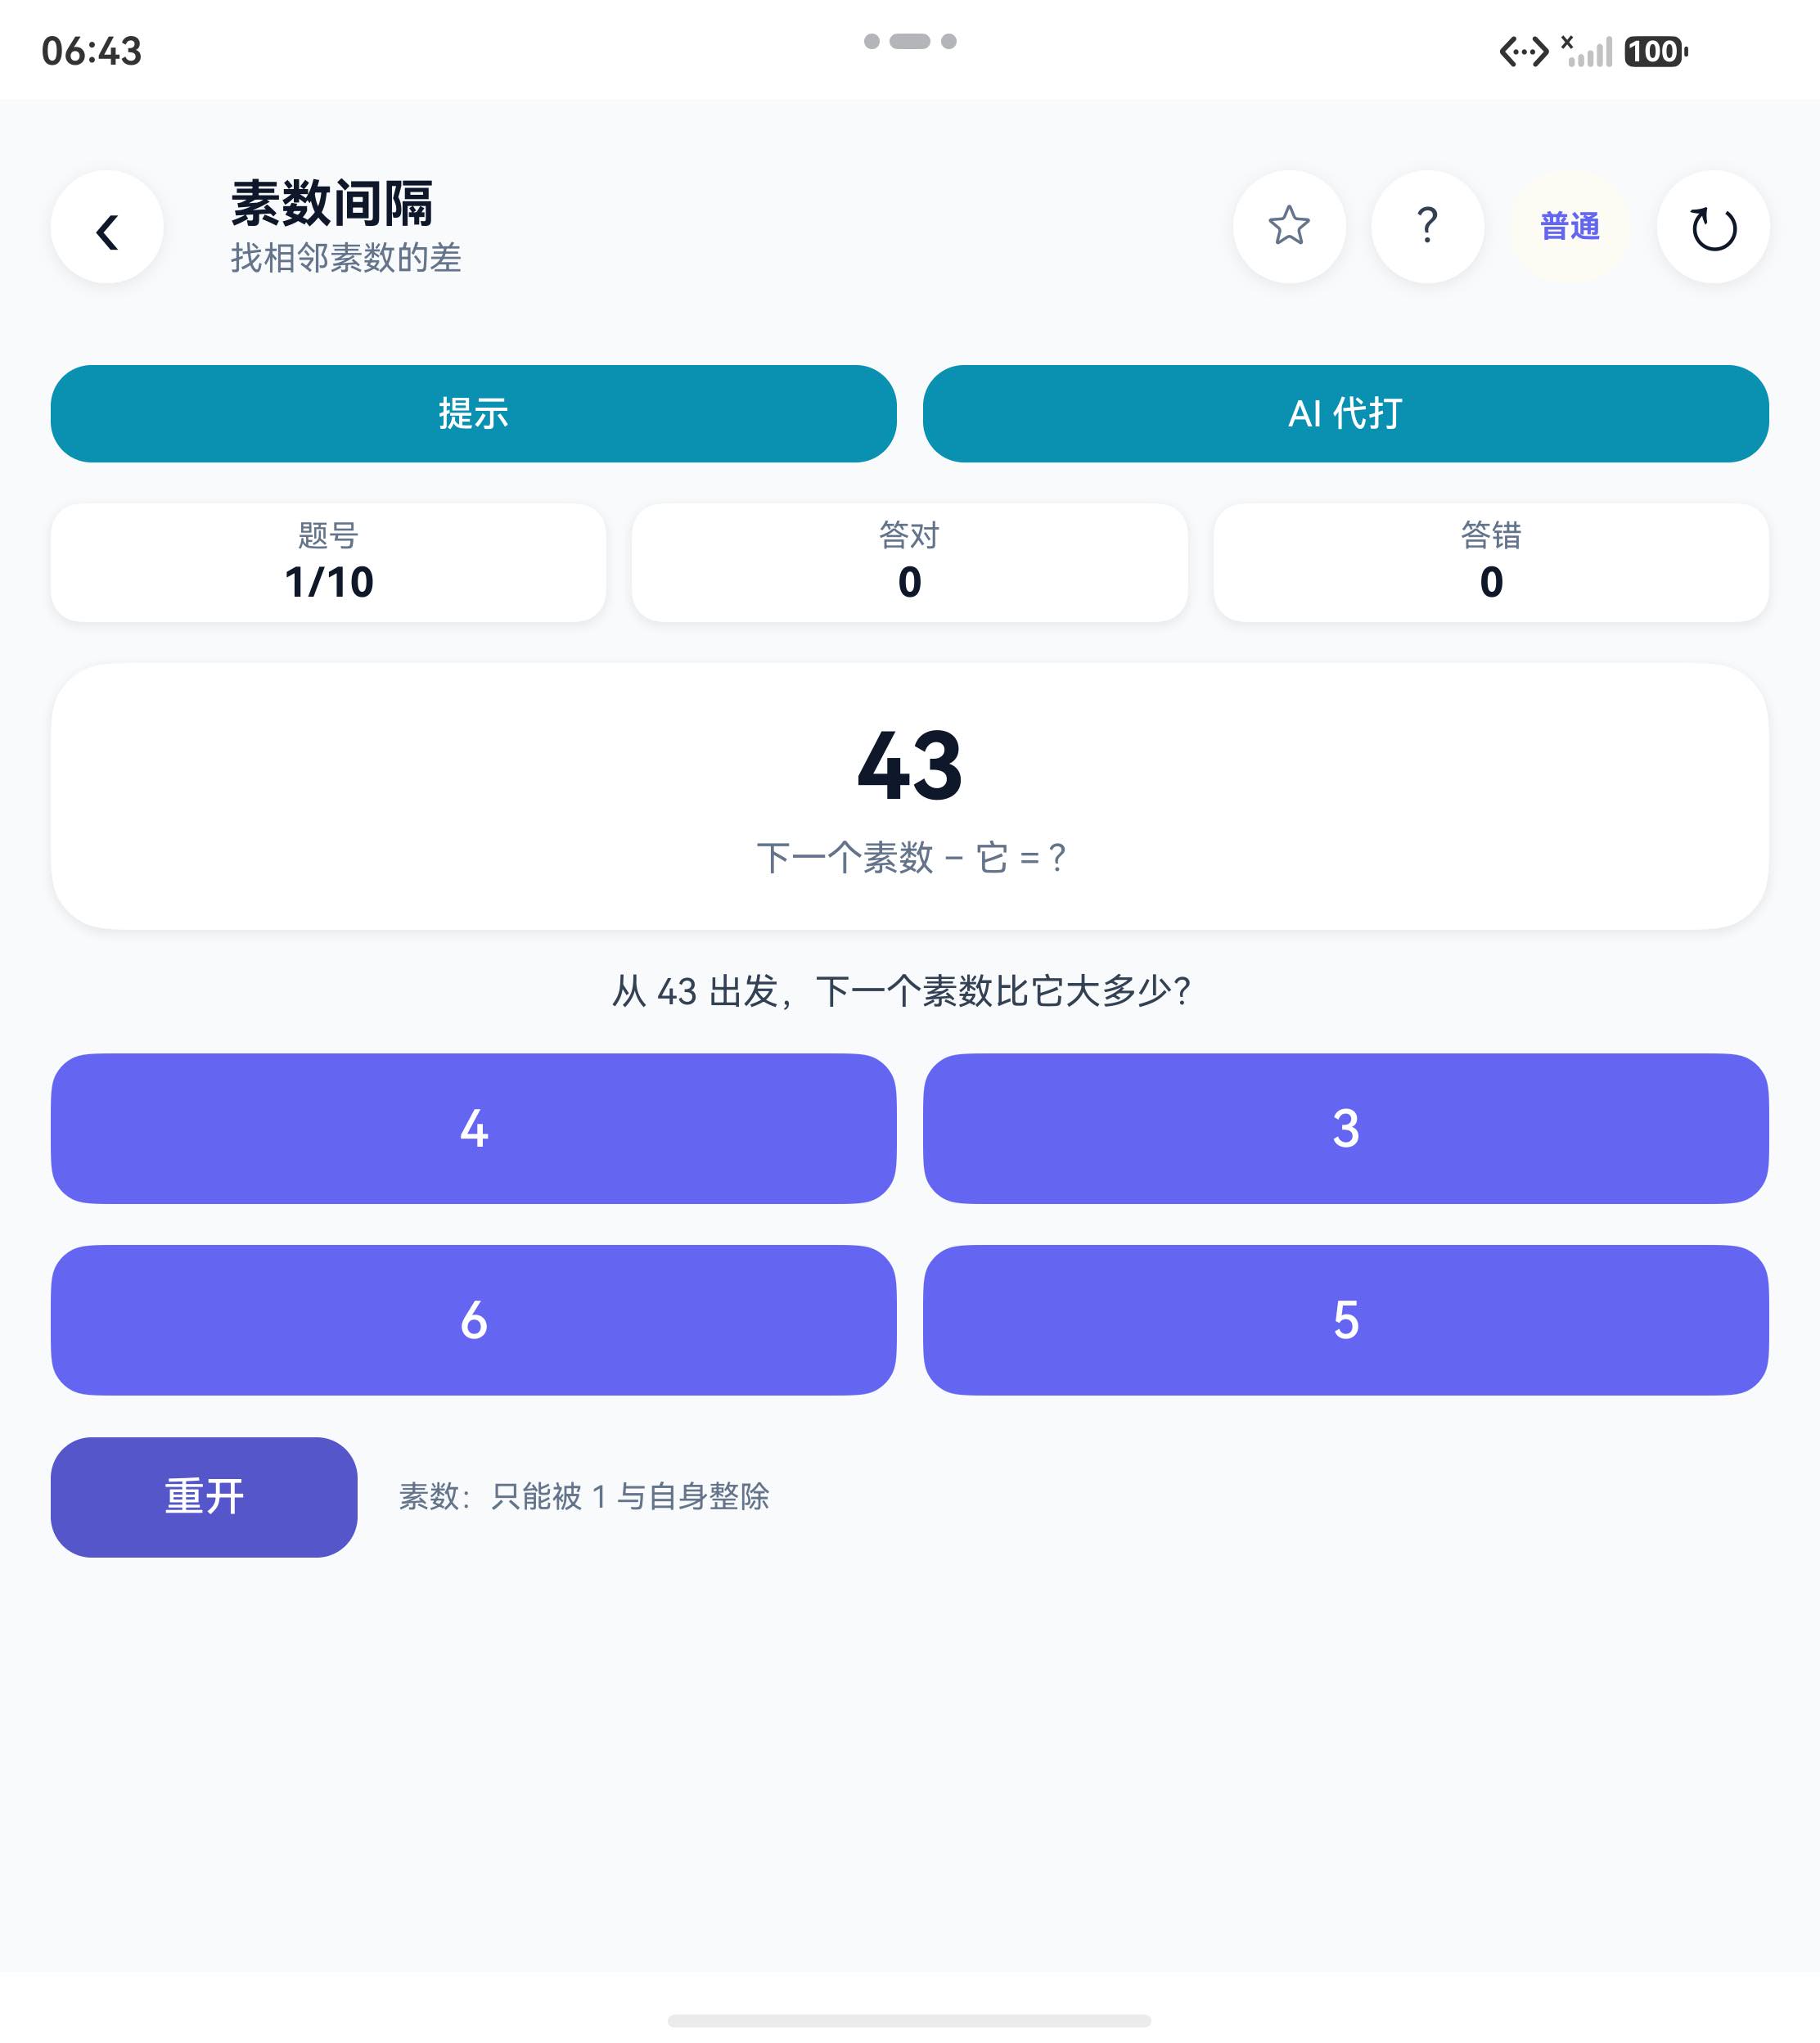 06:43
100
素数间隔
找相邻素数的差
?
普通
提示
AI 代打
题号
1/10
答对
0
答错
0
43
下一个素数 − 它 = ?
从 43 出发，下一个素数比它大多少?
4
3
6
5
重开
素数：只能被 1 与自身整除